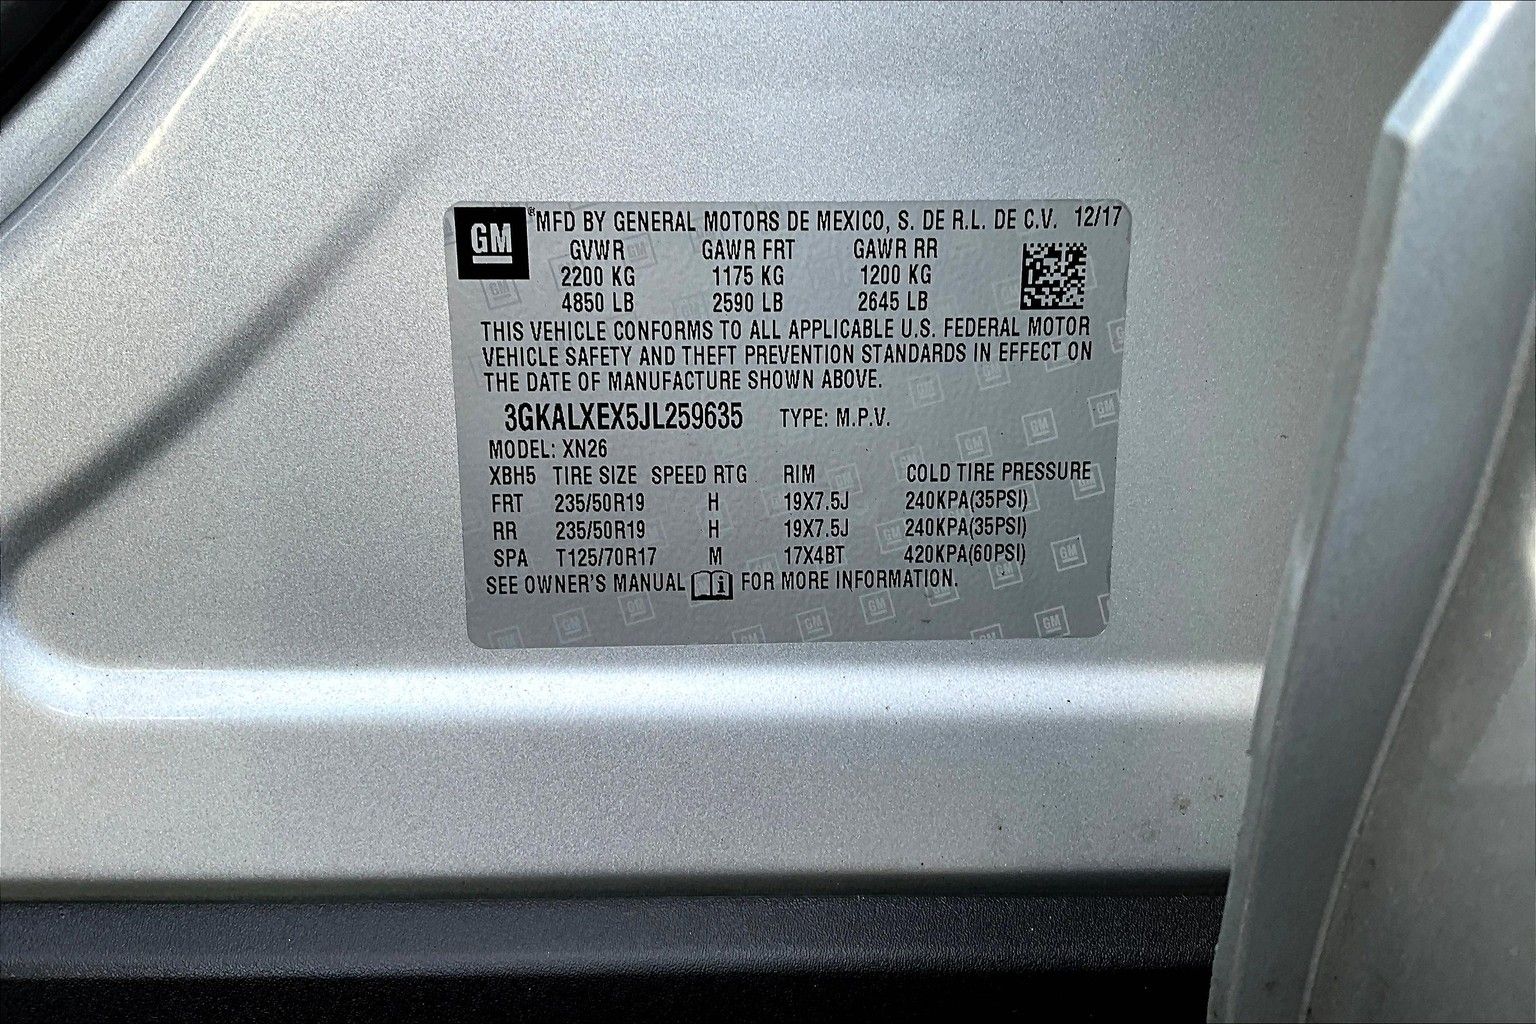 GM ® MFD BY GENERAL MOTORS DE MEXICO, S. DE R.L. DE C.V. 12/17
GVWR GAWR FRT GAWR RR
2200 KG 1175 KG 1200 KG
4850 LB 2590 LB 2645 LB
THIS VEHICLE CONFORMS TO ALL APPLICABLE U.S. FEDERAL MOTOR
VEHICLE SAFETY AND THEFT PREVENTION STANDARDS IN EFFECT ON
THE DATE OF MANUFACTURE SHOWN ABOVE.
3GKALXEX5JL259635 TYPE: M.P.V.
MODEL: XN26
XBH5 TIRE SIZE SPEED RTG RIM COLD TIRE PRESSURE
FRT 235/50R19 H 19X7.5J 240KPA(35PSI)
RR 235/50R19 H 19X7.5J 240KPA(35PSI)
SPA T125/70R17 M 17X4BT 420KPA(60PSI)
SEE OWNER'S MANUAL FOR MORE INFORMATION.